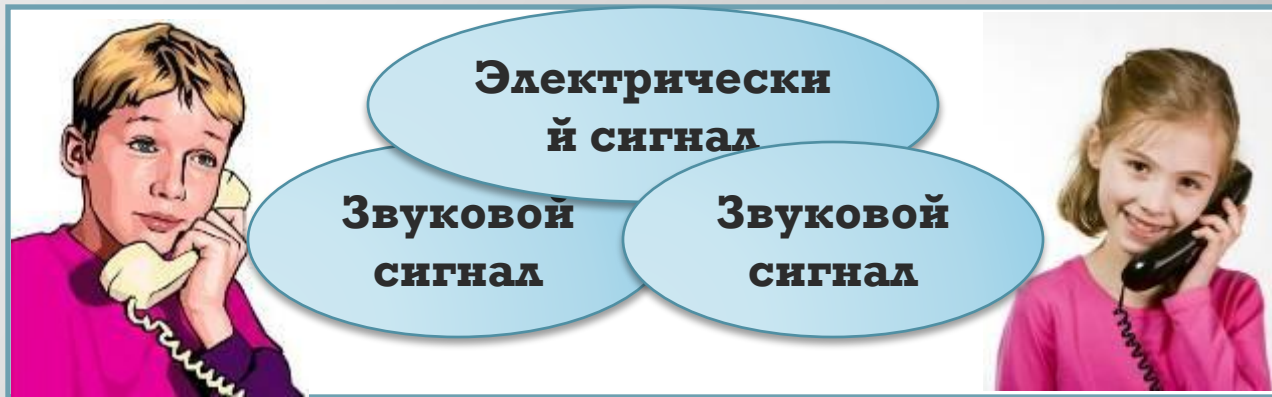 Электрически
й сигнал
Звуковой
сигнал
Звуковой
сигнал